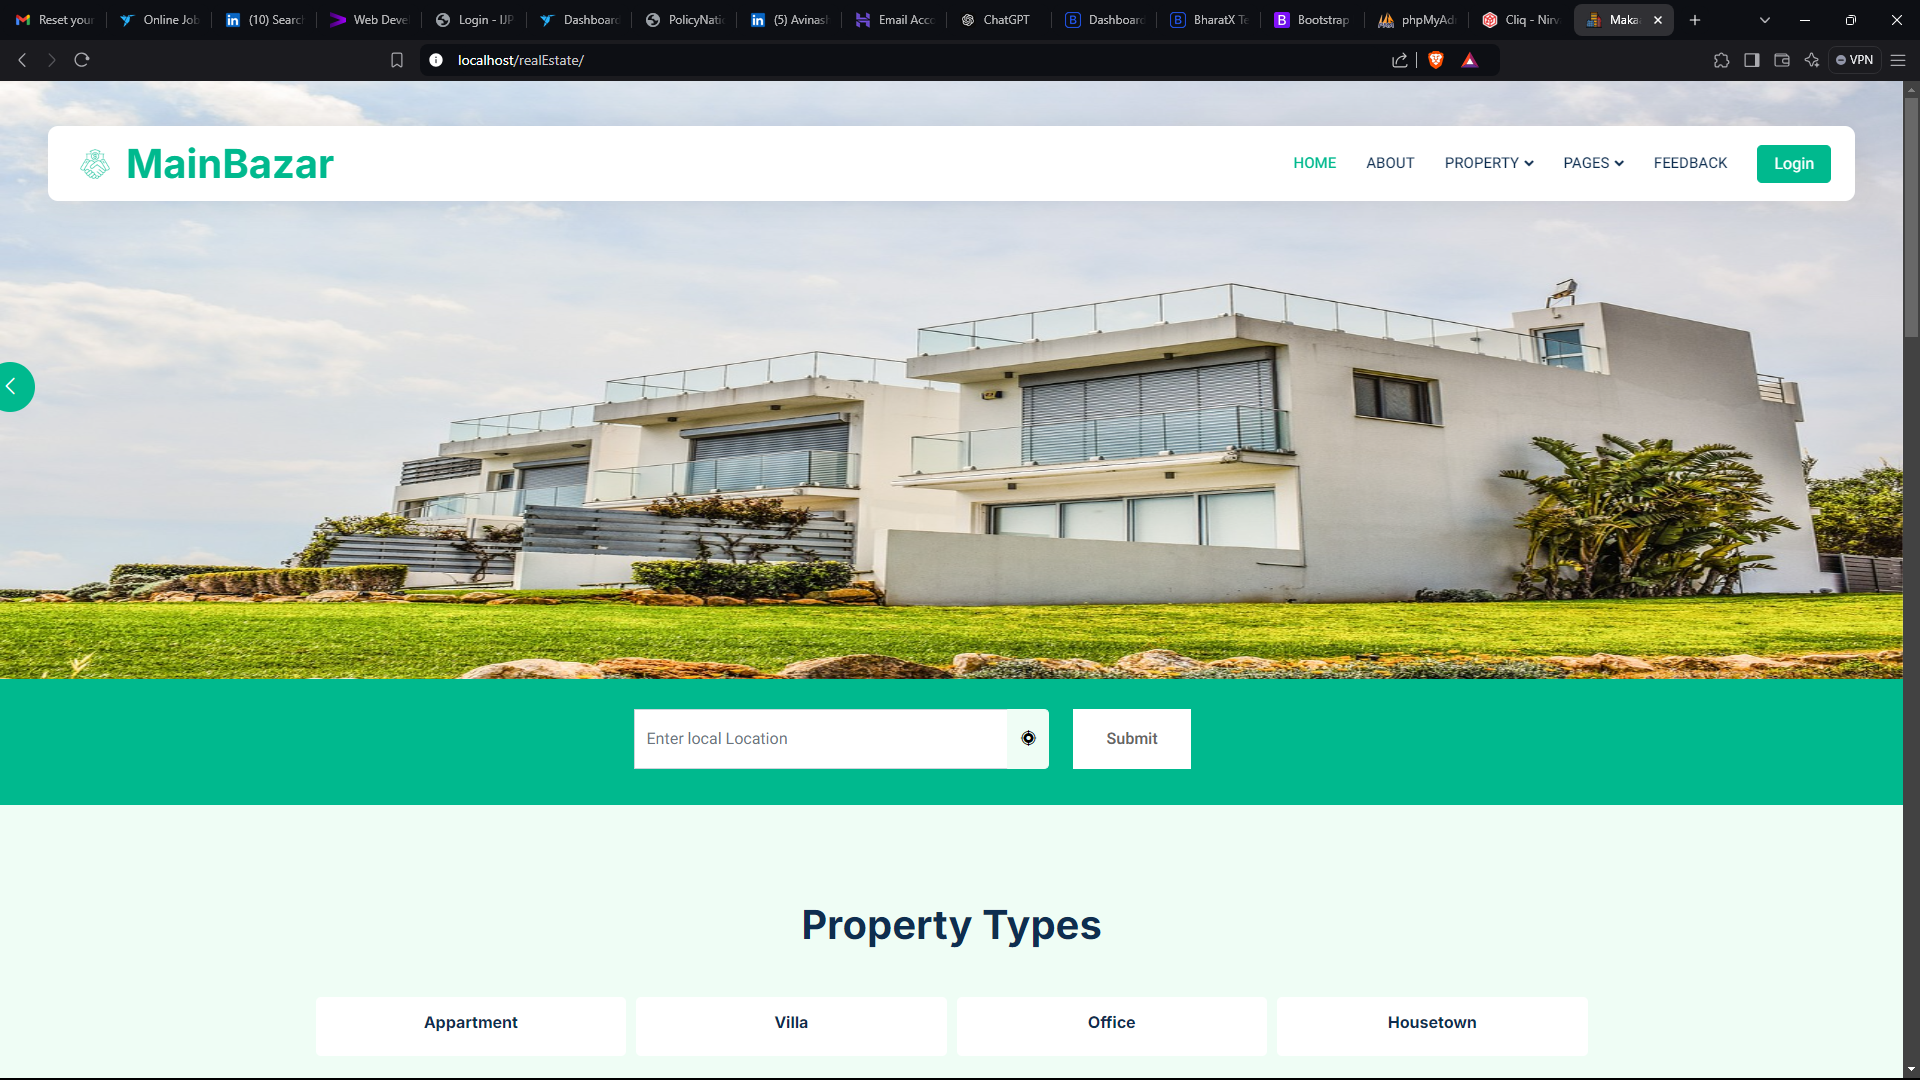 Reset your
Online Job
(10) Searc
Web Deve
Login - IJP
Dashboard
PolicyNati
(5) Avinash
Email Acco
ChatGPT
Dashboard
BharatX Te
Bootstrap
phpMyAd
Cliq - Nirv
Maka
localhost/realEstate/
VPN
MainBazar
HOME
ABOUT
PROPERTY
PAGES
FEEDBACK
Login
Enter local Location
Submit
Property Types
Appartment
Villa
Office
Housetown